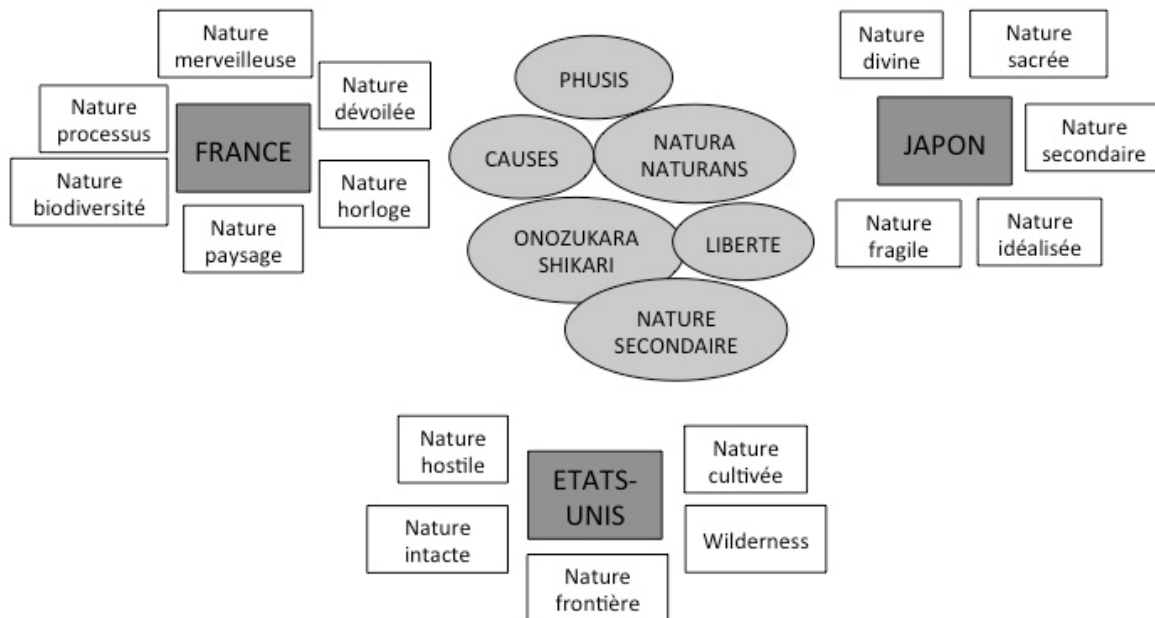 Nature
merveilleuse
Nature
dévoilée
Nature
processus
FRANCE
Nature
biodiversité
Nature
horloge
Nature
paysage
PHUSIS
CAUSES
NATURA
NATURANS
ONOZUKARA
SHIKARI
LIBERTE
NATURE
SECONDAIRE
Nature
divine
Nature
sacrée
JAPON
Nature
secondaire
Nature
fragile
Nature
idéalisée
Nature
hostile
ETATS-
UNIS
Nature
cultivée
Nature
intacte
Wilderness
Nature
frontière